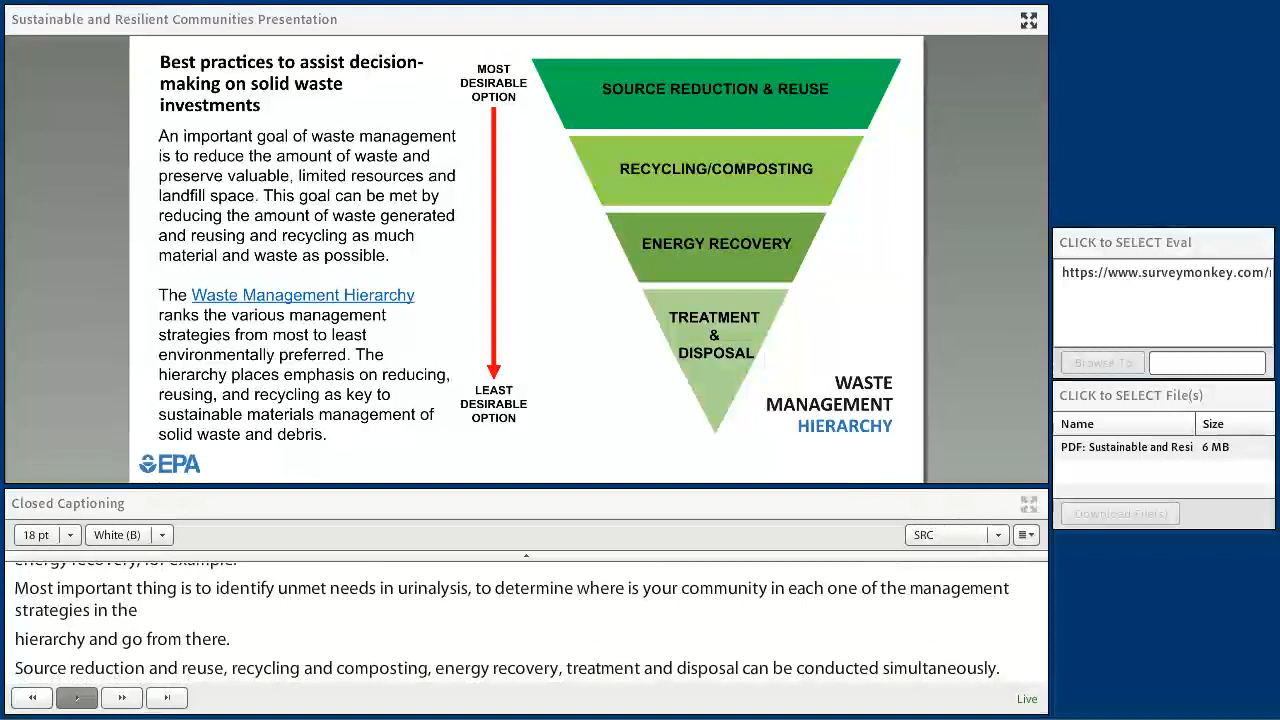 Sustainable and Resilient Communities Presentation
Best practices to assist decision-
making on solid waste
investments
An important goal of waste management
is to reduce the amount of waste and
preserve valuable, limited resources and
landfill space. This goal can be met by
reducing the amount of waste generated
and reusing and recycling as much
material and waste as possible.
The Waste Management Hierarchy
ranks the various management
strategies from most to least
environmentally preferred. The
hierarchy places emphasis on reducing,
reusing, and recycling as key to
sustainable materials management of
solid waste and debris.
EPA
MOST
DESIRABLE
OPTION
LEAST
DESIRABLE
OPTION
SOURCE REDUCTION & REUSE
RECYCLING/COMPOSTING
ENERGY RECOVERY
TREATMENT
&
DISPOSAL
WASTE
MANAGEMENT
HIERARCHY
CLICK to SELECT Eval
https://www.surveymonkey.com/
Browse To
CLICK to SELECT File(s)
Name Size
PDF: Sustainable and Resi 6 MB
Download File(s)
Closed Captioning
18 pt White (B) SRC
energy recovery, for example.
Most important thing is to identify unmet needs in urinalysis, to determine where is your community in each one of the management
strategies in the
hierarchy and go from there.
Source reduction and reuse, recycling and composting, energy recovery, treatment and disposal can be conducted simultaneously.
Live